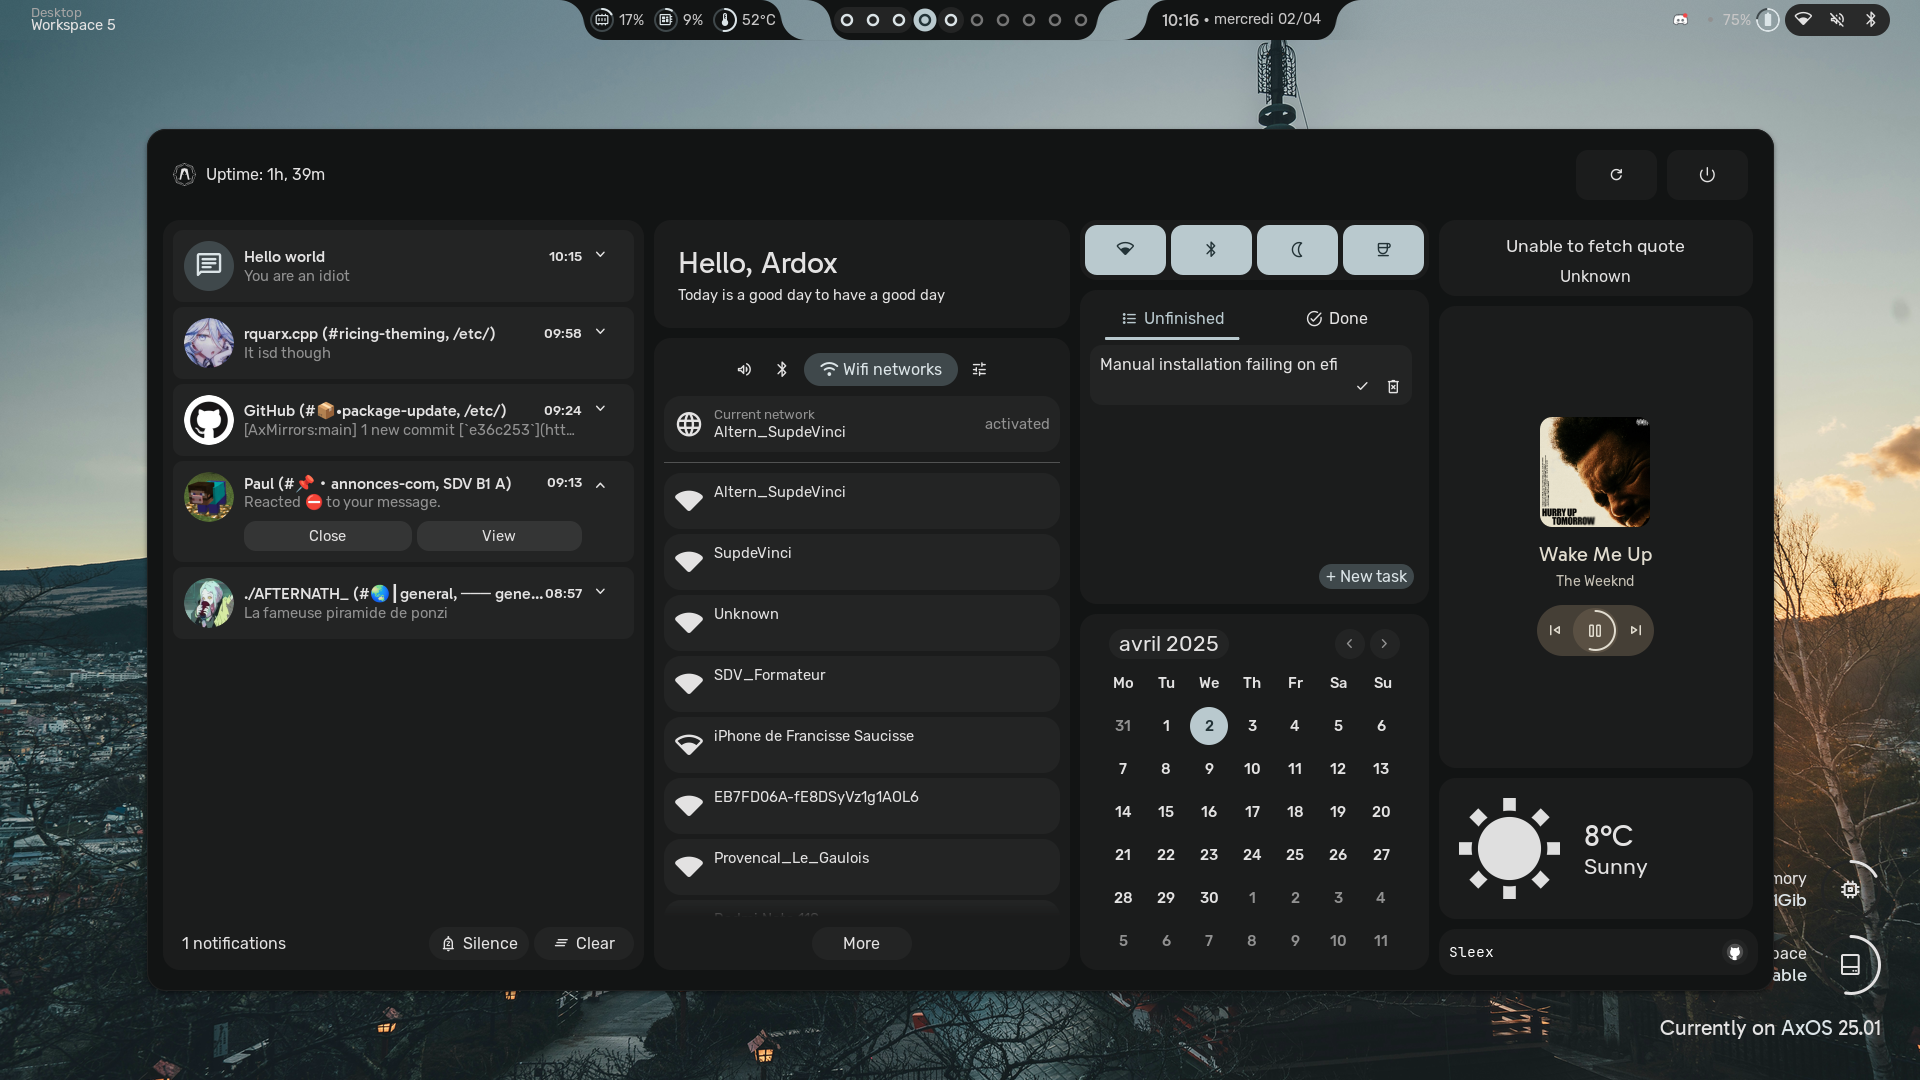 Desktop
Workspace 5
17%
9%
52°C
10:16 • mercredi 02/04
75%
Uptime: 1h, 39m
Hello world
10:15
You are an idiot
rquarx.cpp (#ricing-theming, /etc/)
09:58
It isd though
GitHub (#📦•package-update, /etc/)
09:24
[AxMirrors:main] 1 new commit [`e36c253`](htt...
Paul (#📌 • annonces-com, SDV B1 A)
09:13
Reacted ⛔ to your message.
Close
View
./AFTERNATH_ (#🌏┃general, —— gene...
08:57
La fameuse piramide de ponzi
1 notifications
Silence
Clear
Hello, Ardox
Today is a good day to have a good day
Wifi networks
Current network
Altern_SupdeVinci
activated
Altern_SupdeVinci
SupdeVinci
Unknown
SDV_Formateur
iPhone de Francisse Saucisse
EB7FD06A-fE8DSyVz1g1AOL6
Provencal_Le_Gaulois
More
Unfinished
Done
Manual installation failing on efi
+ New task
avril 2025
Mo Tu We Th Fr Sa Su
31 1 2 3 4 5 6
7 8 9 10 11 12 13
14 15 16 17 18 19 20
21 22 23 24 25 26 27
28 29 30 1 2 3 4
5 6 7 8 9 10 11
Unable to fetch quote
Unknown
HURRY UP
TOMORROW
Wake Me Up
The Weeknd
8°C
Sunny
Sleex
mory
Gib
pace
able
Currently on AxOS 25.01